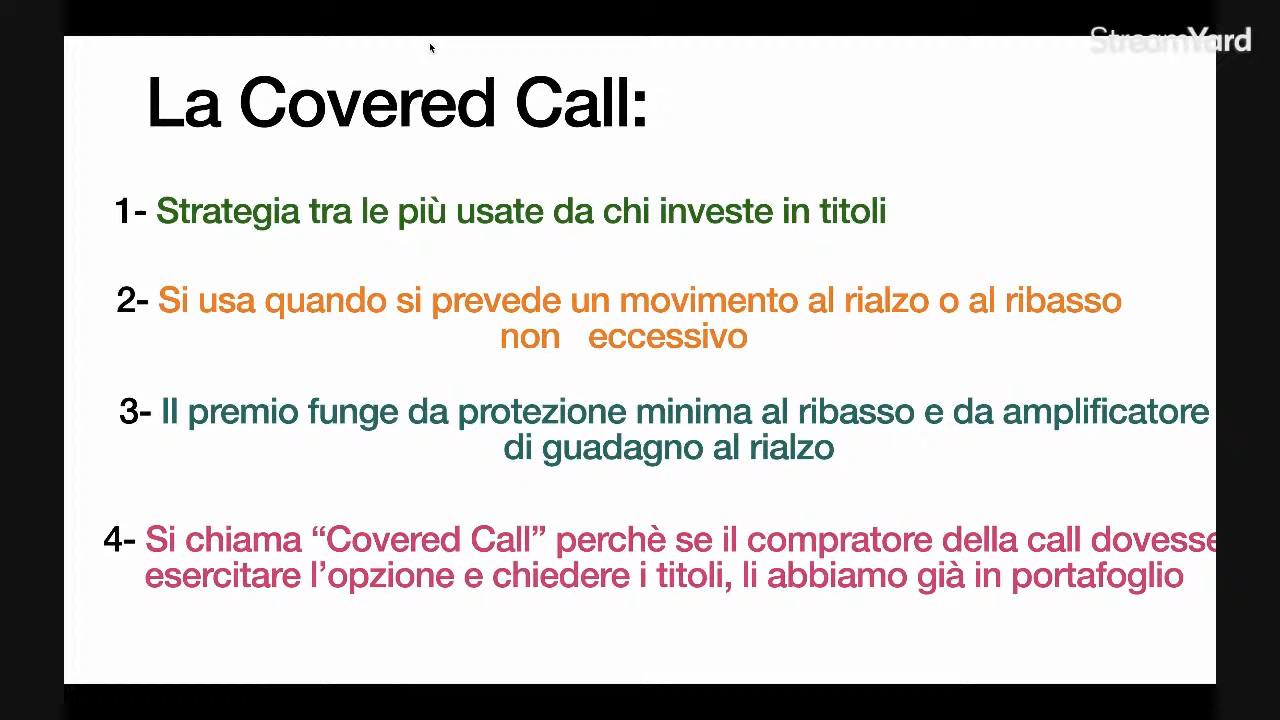 StreamYard
La Covered Call:
1- Strategia tra le più usate da chi investe in titoli
2- Si usa quando si prevede un movimento al rialzo o al ribasso
non eccessivo
3- Il premio funge da protezione minima al ribasso e da amplificatore
di guadagno al rialzo
4- Si chiama “Covered Call” perchè se il compratore della call dovesse
esercitare l’opzione e chiedere i titoli, li abbiamo già in portafoglio